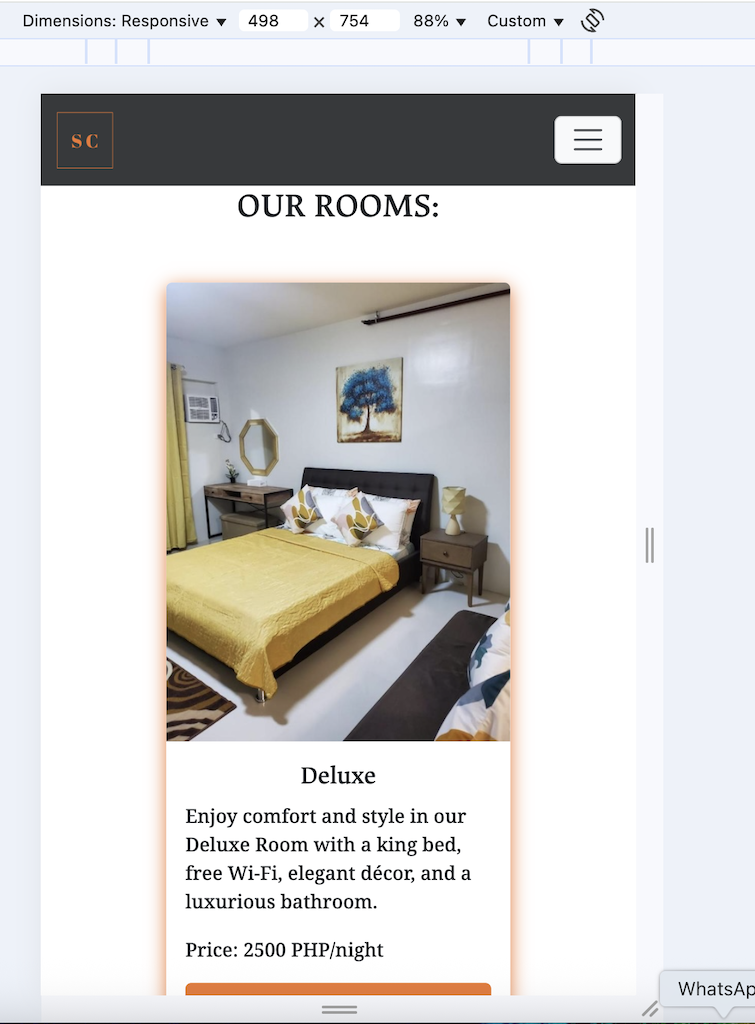 Dimensions: Responsive ▼ 498 × 754 88% ▼ Custom ▼
S C
OUR ROOMS:
Deluxe
Enjoy comfort and style in our
Deluxe Room with a king bed,
free Wi-Fi, elegant décor, and a
luxurious bathroom.
Price: 2500 PHP/night
WhatsAp